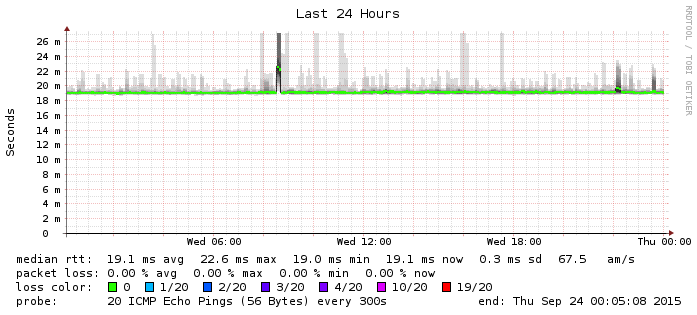 Last 24 Hours
RRDTOOL / TOBI OETIKER
Seconds
26 m
24 m
22 m
20 m
18 m
16 m
14 m
12 m
10 m
8 m
6 m
4 m
2 m
0
Wed 06:00 Wed 12:00 Wed 18:00 Thu 00:00
median rtt: 19.1 ms avg 22.6 ms max 19.0 ms min 19.1 ms now 0.3 ms sd 67.5 am/s
packet loss: 0.00 % avg 0.00 % max 0.00 % min 0.00 % now
loss color: 0 1/20 2/20 3/20 4/20 10/20 19/20
probe: 20 ICMP Echo Pings (56 Bytes) every 300s end: Thu Sep 24 00:05:08 2015